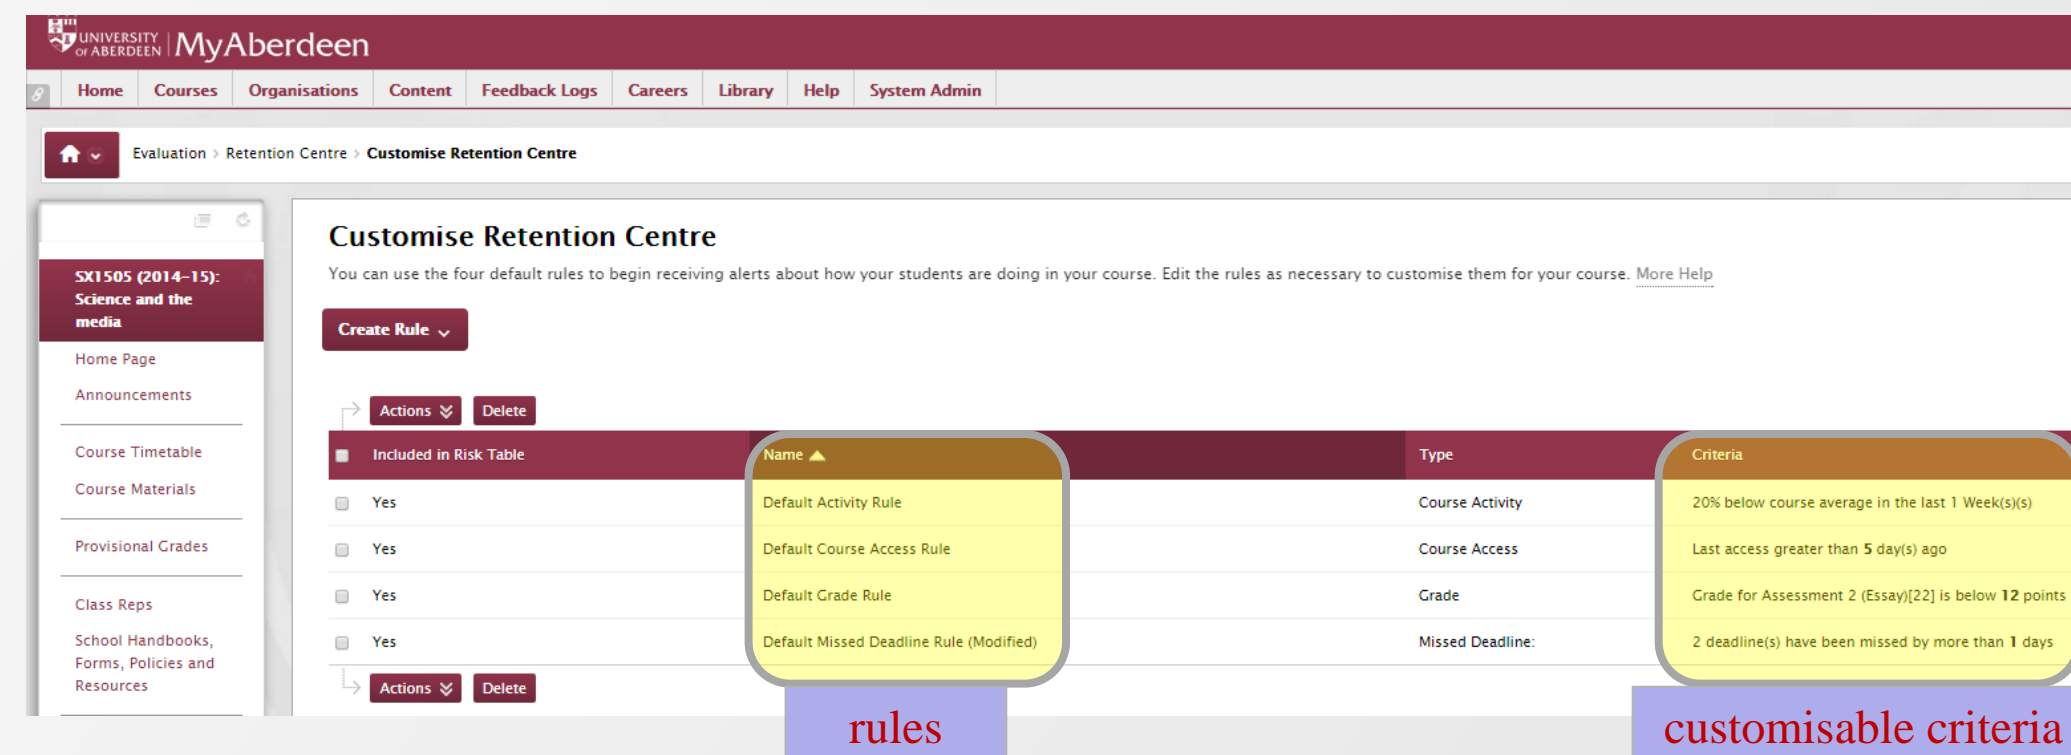 UNIVERSITY
OF ABERDEEN
MyAberdeen
Home Courses Organisations Content Feedback Logs Careers Library Help System Admin
Evaluation > Retention Centre > Customise Retention Centre
SX1505 (2014-15):
Science and the
media
Home Page
Announcements
Course Timetable
Course Materials
Provisional Grades
Class Reps
School Handbooks,
Forms, Policies and
Resources
Customise Retention Centre
You can use the four default rules to begin receiving alerts about how your students are doing in your course. Edit the rules as necessary to customise them for your course. More Help
Create Rule
Actions Delete
Included in Risk Table Name Type Criteria
Yes Default Activity Rule Course Activity 20% below course average in the last 1 Week(s)(s)
Yes Default Course Access Rule Course Access Last access greater than 5 day(s) ago
Yes Default Grade Rule Grade Grade for Assessment 2 (Essay)[22] is below 12 points
Yes Default Missed Deadline Rule (Modified) Missed Deadline: 2 deadline(s) have been missed by more than 1 days
Actions Delete
rules customisable criteria